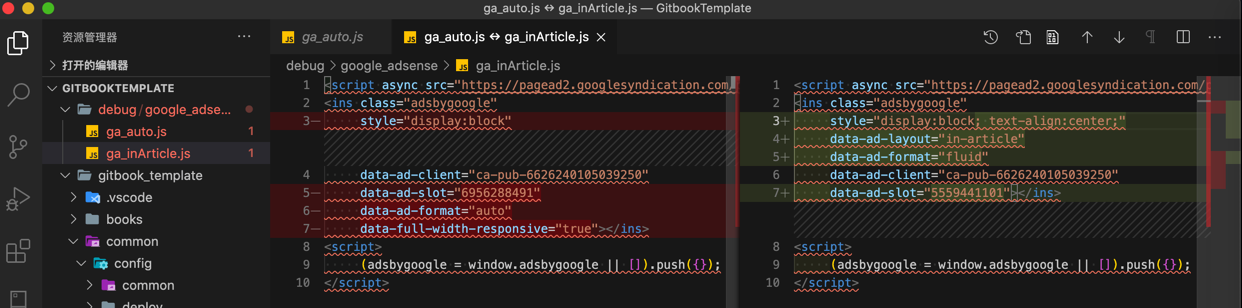 ga_auto.js ↔ ga_inArticle.js — GitbookTemplate
资源管理器
打开的编辑器
GITBOOKTEMPLATE
debug / google_adse...
ga_auto.js 1
ga_inArticle.js 1
gitbook_template
.vscode
books
common
config
common
deploy
JS ga_auto.js
JS ga_auto.js ↔ ga_inArticle.js ×
debug > google_adsense > JS ga_inArticle.js
1 <script async src="https://pagead2.googlesyndication.com/
2 <ins class="adsbygoogle"
3— style="display:block"
4 data-ad-client="ca-pub-6626240105039250"
5— data-ad-slot="6956288491"
6— data-ad-format="auto"
7— data-full-width-responsive="true"></ins>
8 <script>
9 (adsbygoogle = window.adsbygoogle || []).push({});
10 </script>
1 <script async src="https://pagead2.googlesyndication.com/p
2 <ins class="adsbygoogle"
3+ style="display:block; text-align:center;"
4+ data-ad-layout="in-article"
5+ data-ad-format="fluid"
6 data-ad-client="ca-pub-6626240105039250"
7+ data-ad-slot="5559441101"></ins>
8 <script>
9 (adsbygoogle = window.adsbygoogle || []).push({});
10 </script>